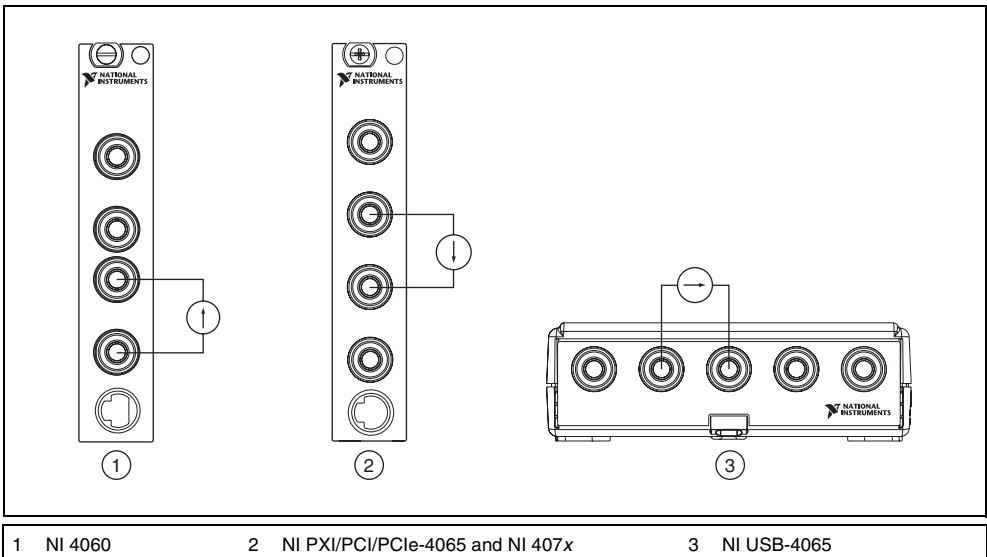 NATIONAL
INSTRUMENTS
NATIONAL
INSTRUMENTS
NATIONAL
INSTRUMENTS
1
2
3
1 NI 4060 2 NI PXI/PCI/PCIe-4065 and NI 407x 3 NI USB-4065